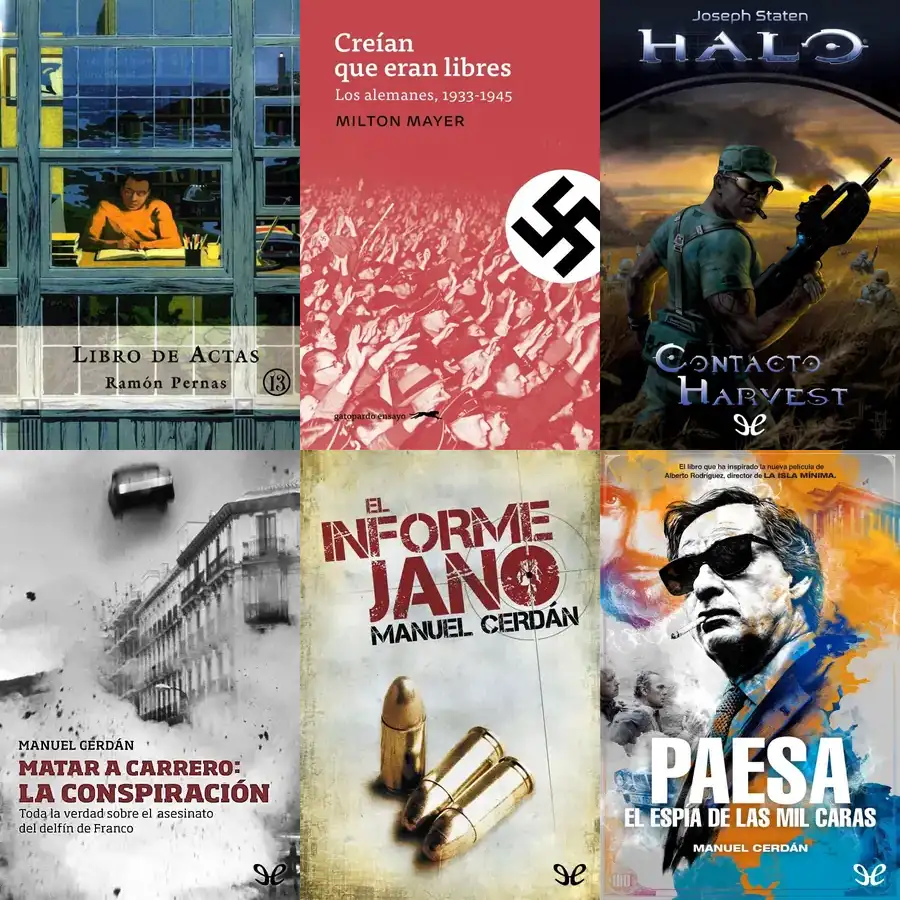 LIBRO DE ACTAS
Ramón Pernas
13
Creían
que eran libres
Los alemanes, 1933-1945
MILTON MAYER
gatopardo ensayo
Joseph Staten
HALO
CONTACTO
HARVEST
MANUEL CERDÁN
MATAR A CARRERO:
LA CONSPIRACIÓN
Toda la verdad sobre el asesinato
del delfín de Franco
EL
INFORME
JANO
MANUEL CERDÁN
El libro que ha inspirado la nueva película de
Alberto Rodríguez, director de LA ISLA MÍNIMA.
PAESA
EL ESPÍA DE LAS MIL CARAS
MANUEL CERDÁN